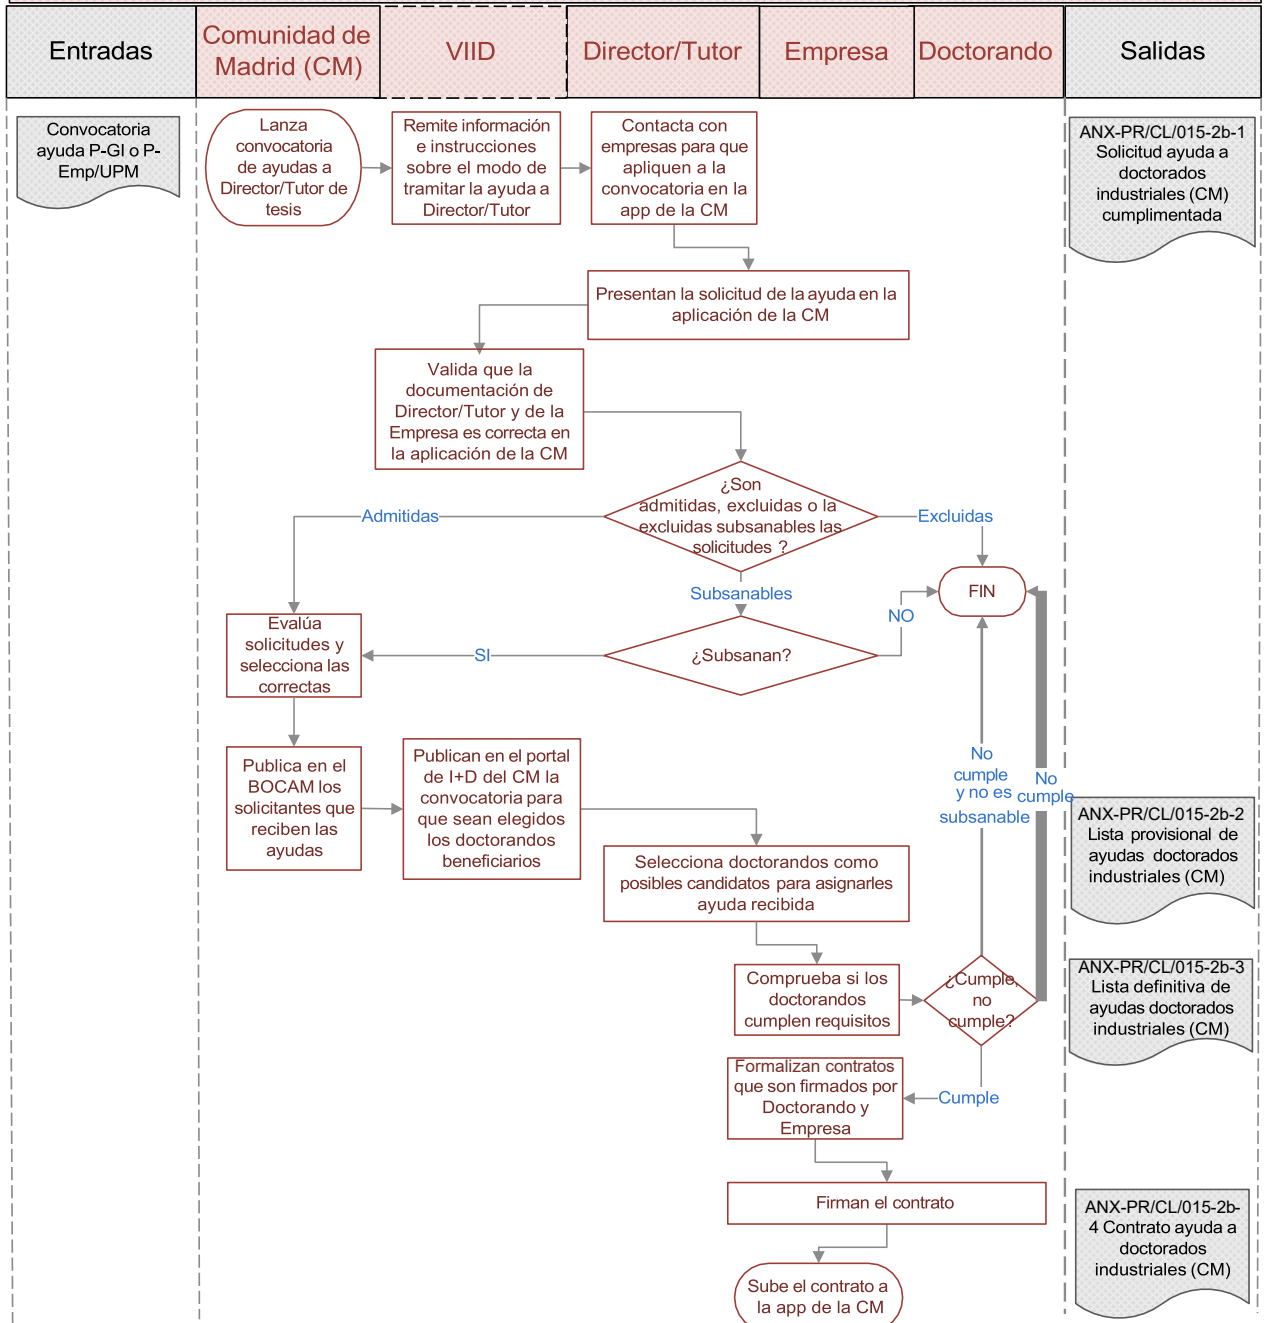 Entradas
Comunidad de
Madrid (CM)
VIID
Director/Tutor
Empresa
Doctorando
Salidas
Convocatoria
ayuda P-GI o P-
Emp/UPM
Lanza
convocatoria
de ayudas a
Director/Tutor de
tesis
Remite información
e instrucciones
sobre el modo de
tramitar la ayuda a
Director/Tutor
Contacta con
empresas para que
apliquen a la
convocatoria en la
app de la CM
ANX-PR/CL/015-2b-1
Solicitud ayuda a
doctorados
industriales (CM)
cumplimentada
Presentan la solicitud de la ayuda en la
aplicación de la CM
Valida que la
documentación de
Director/Tutor y de la
Empresa es correcta en
la aplicación de la CM
¿Son
admitidas, excluidas o la
excluidas subsanables las
solicitudes ?
Admitidas
Excluidas
Subsanables
FIN
NO
Evalúa
solicitudes y
selecciona las
correctas
SI
¿Subsanan?
Publica en el
BOCAM los
solicitantes que
reciben las
ayudas
Publican en el portal
de I+D del CM la
convocatoria para
que sean elegidos
los doctorandos
beneficiarios
No
cumple
y no es
subsanable
No
cumple
ANX-PR/CL/015-2b-2
Lista provisional de
ayudas doctorados
industriales (CM)
Selecciona doctorandos como
posibles candidatos para asignarles
ayuda recibida
Comprueba si los
doctorandos
cumplen requisitos
¿Cumple,
no
cumple?
ANX-PR/CL/015-2b-3
Lista definitiva de
ayudas doctorados
industriales (CM)
Formalizan contratos
que son firmados por
Doctorando y
Empresa
Cumple
Firman el contrato
ANX-PR/CL/015-2b-
4 Contrato ayuda a
doctorados
industriales (CM)
Sube el contrato a
la app de la CM